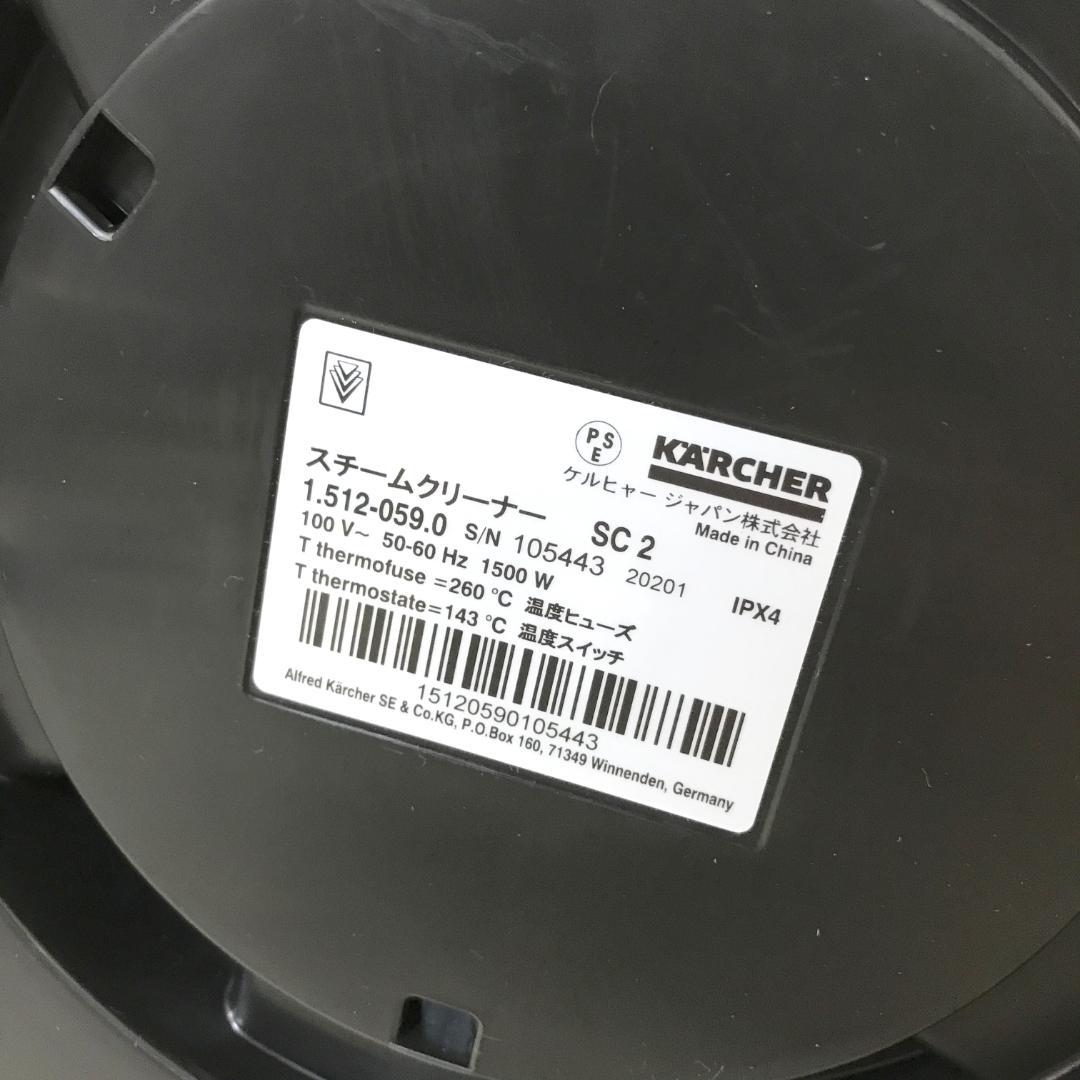 PSE
KÄRCHER
ケルヒャー ジャパン株式会社
Made in China
スチームクリーナー SC 2
1.512-059.0 S/N 105443 20201
100 V~ 50-60 Hz 1500 W IPX4
T thermofuse =260 °C 温度ヒューズ
T thermostate=143 °C 温度スイッチ
15120590105443
Alfred Kärcher SE & Co.KG, P.O.Box 160, 71349 Winnenden, Germany